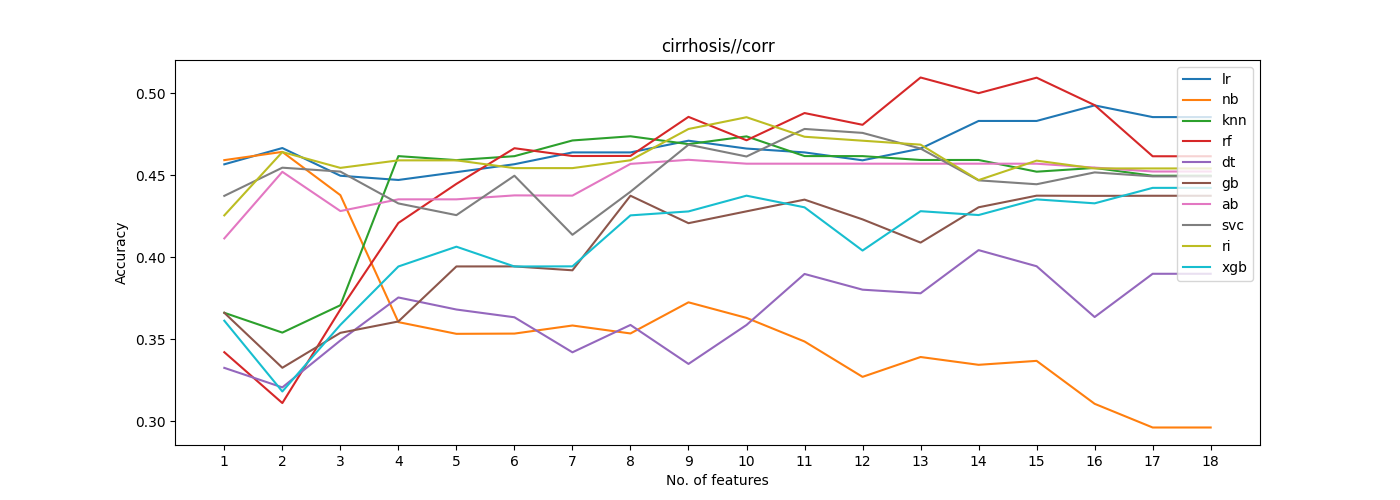 cirrhosis//corr
Accuracy
0.50
0.45
0.40
0.35
0.30
1 2 3 4 5 6 7 8 9 10 11 12 13 14 15 16 17 18
No. of features
lr
nb
knn
rf
dt
gb
ab
svc
ri
xgb